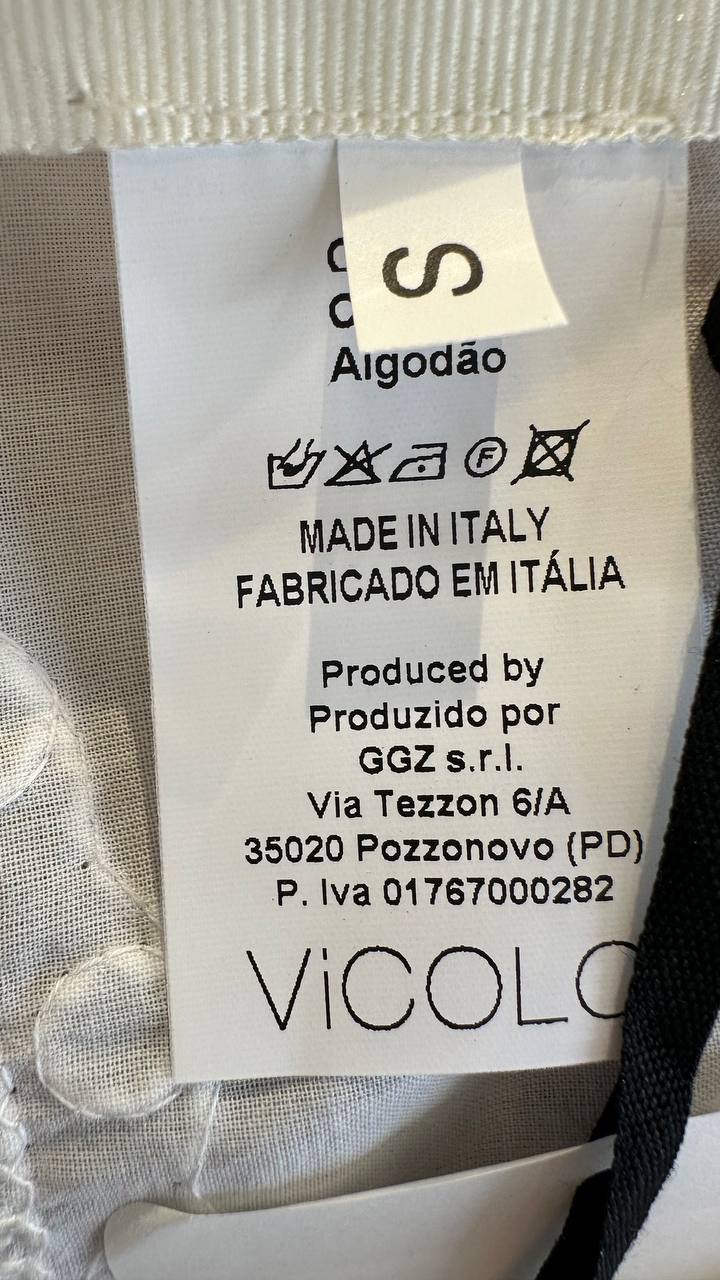 S
Algodão
F
MADE IN ITALY
FABRICADO EM ITÁLIA
Produced by
Produzido por
GGZ s.r.l.
Via Tezzon 6/A
35020 Pozzonovo (PD)
P. Iva 01767000282
ViCOLO